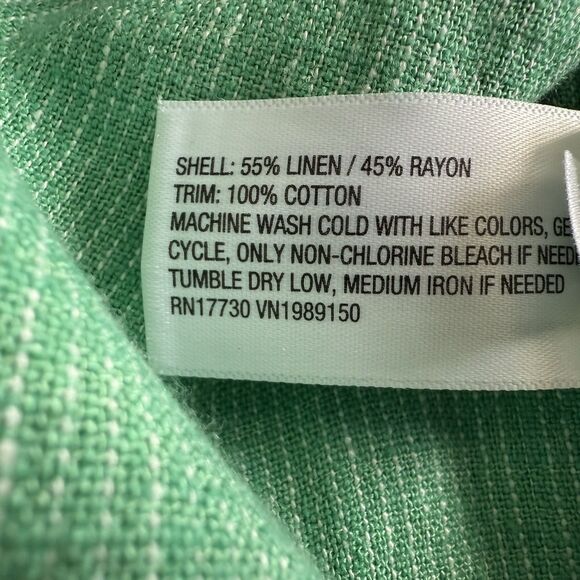 SHELL: 55% LINEN / 45% RAYON
TRIM: 100% COTTON
MACHINE WASH COLD WITH LIKE COLORS,
CYCLE, ONLY NON-CHLORINE BLEACH IF
TUMBLE DRY LOW, MEDIUM IRON IF NEEDED
RN17730 VN1989150